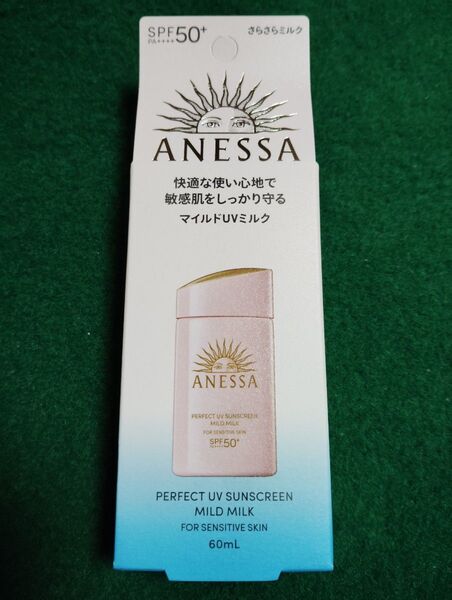 SPF50+
PA++++
さらさらミルク
ANESSA
快適な使い心地で
敏感肌をしっかり守る
マイルドUVミルク
ANESSA
PERFECT UV SUNSCREEN
MILD MILK
FOR SENSITIVE SKIN
SPF50+
PA++++
PERFECT UV SUNSCREEN
MILD MILK
FOR SENSITIVE SKIN
60mL